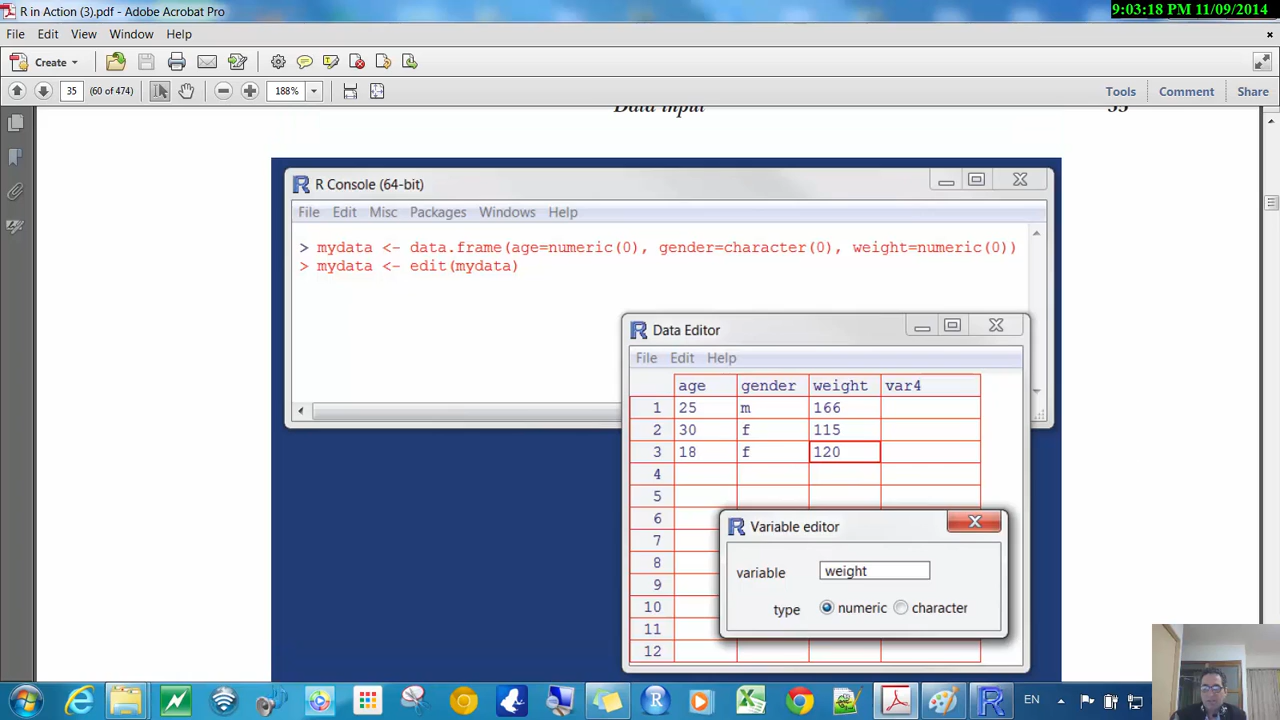 R in Action (3).pdf - Adobe Acrobat Pro
9:03:18 PM 11/09/2014
File Edit View Window Help
Create
35 (60 of 474) 188% Tools Comment Share
Data input 33
R Console (64-bit)
File Edit Misc Packages Windows Help
> mydata <- data.frame(age=numeric(0), gender=character(0), weight=numeric(0))
> mydata <- edit(mydata)
Data Editor
File Edit Help
age gender weight var4
1 25 m 166
2 30 f 115
3 18 f 120
4
5
6
7
8
9
10
11
12
Variable editor
variable weight
type numeric character
EN